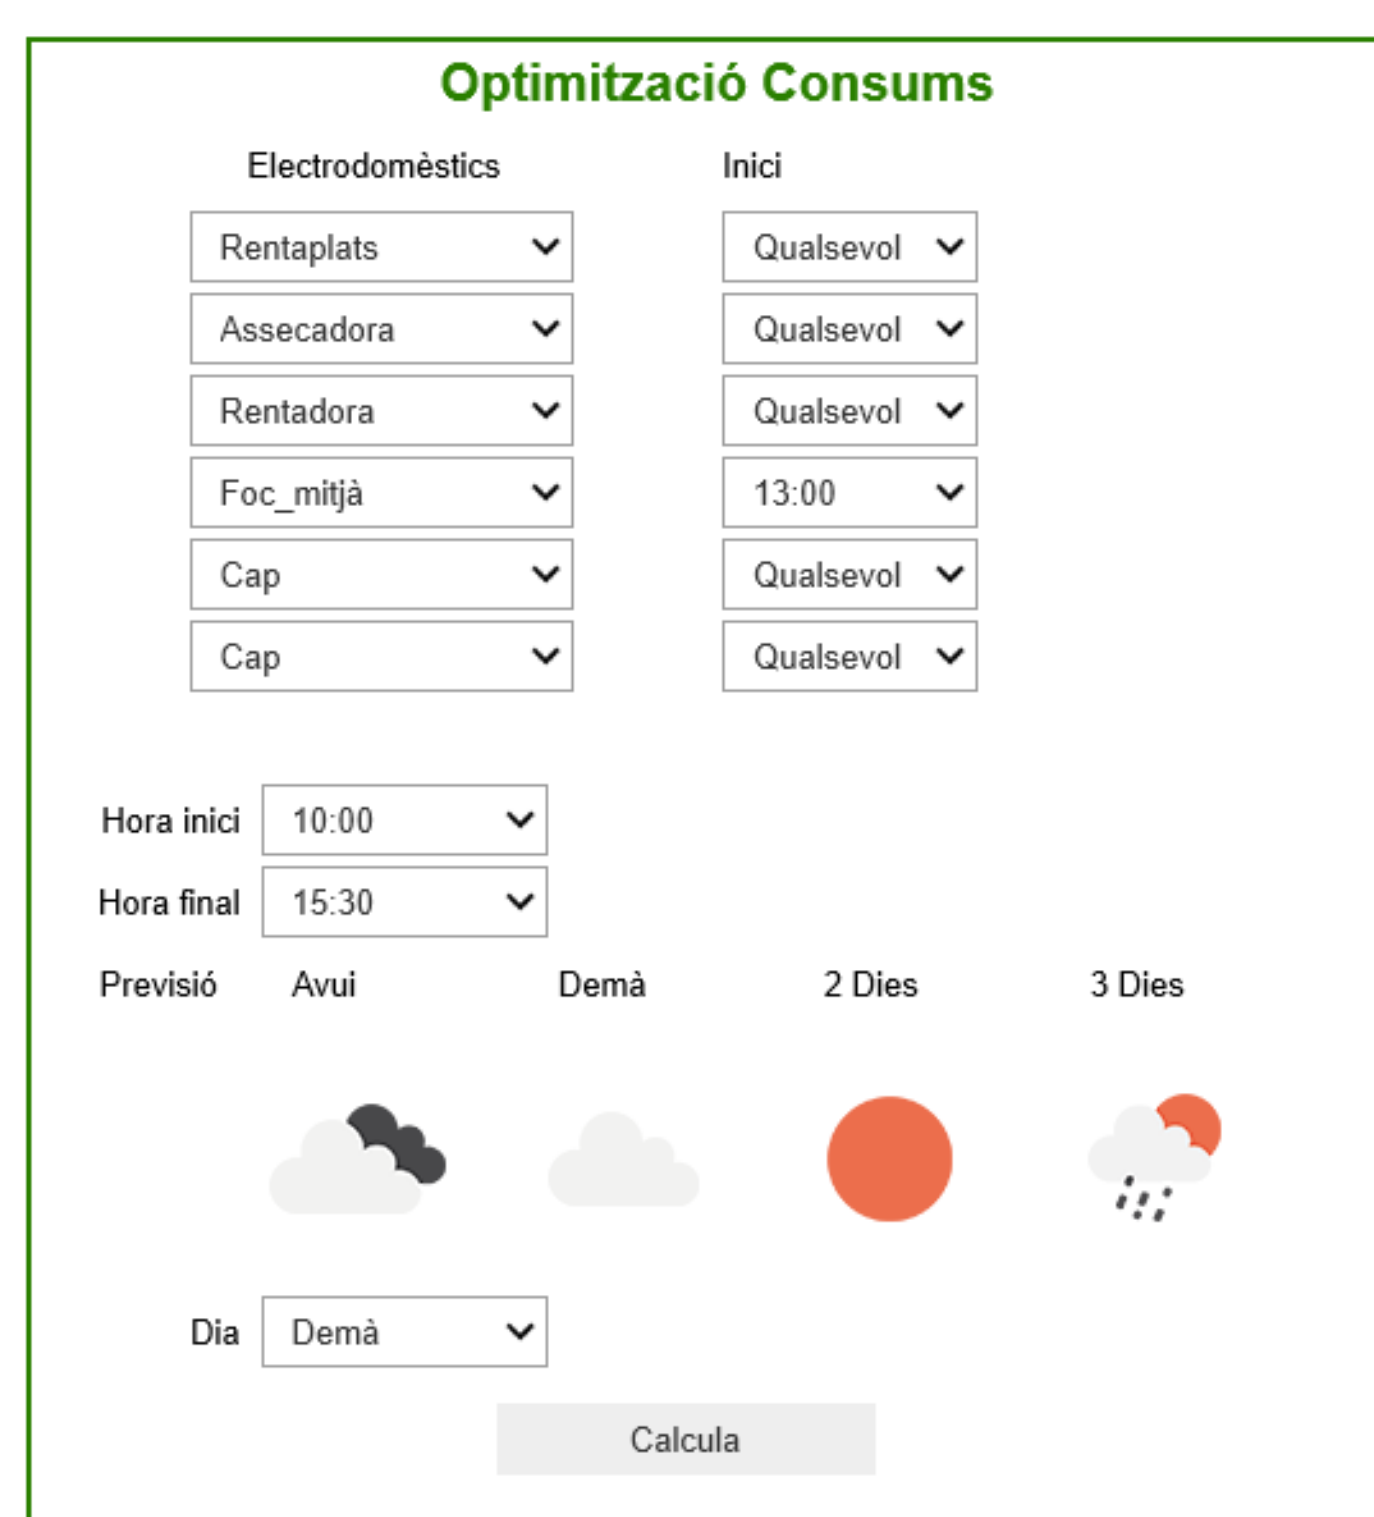 Optimització Consums
Electrodomèstics Inici
Rentaplats Qualsevol
Assecadora Qualsevol
Rentadora Qualsevol
Foc_mitjà 13:00
Cap Qualsevol
Cap Qualsevol
Hora inici 10:00
Hora final 15:30
Previsió Avui Demà 2 Dies 3 Dies
Dia Demà
Calcula